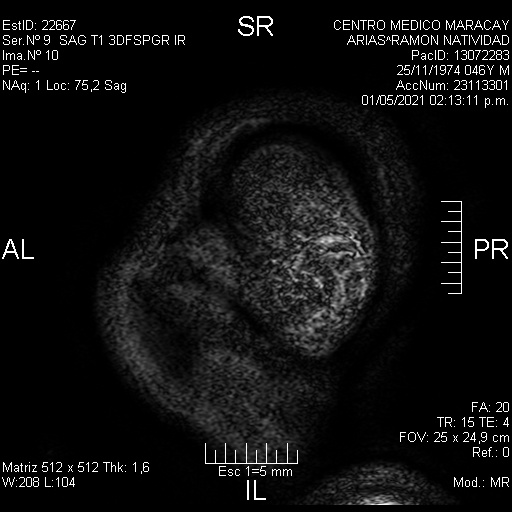 EstID: 22667
Ser.Nº 9 SAG T1 3DFSPGR IR
Ima.Nº 10
PE= --
NAq: 1 Loc: 75,2 Sag
SR
CENTRO MEDICO MARACAY
ARIAS^RAMON NATIVIDAD
PacID: 13072283
25/11/1974 046Y M
AccNum: 23113301
01/05/2021 02:13:11 p.m.
AL
PR
Matriz 512 x 512 Thk: 1,6
W:208 L:104
Esc 1=5 mm
IL
FA: 20
TR: 15 TE: 4
FOV: 25 x 24,9 cm
Ref.: 0
Mod.: MR